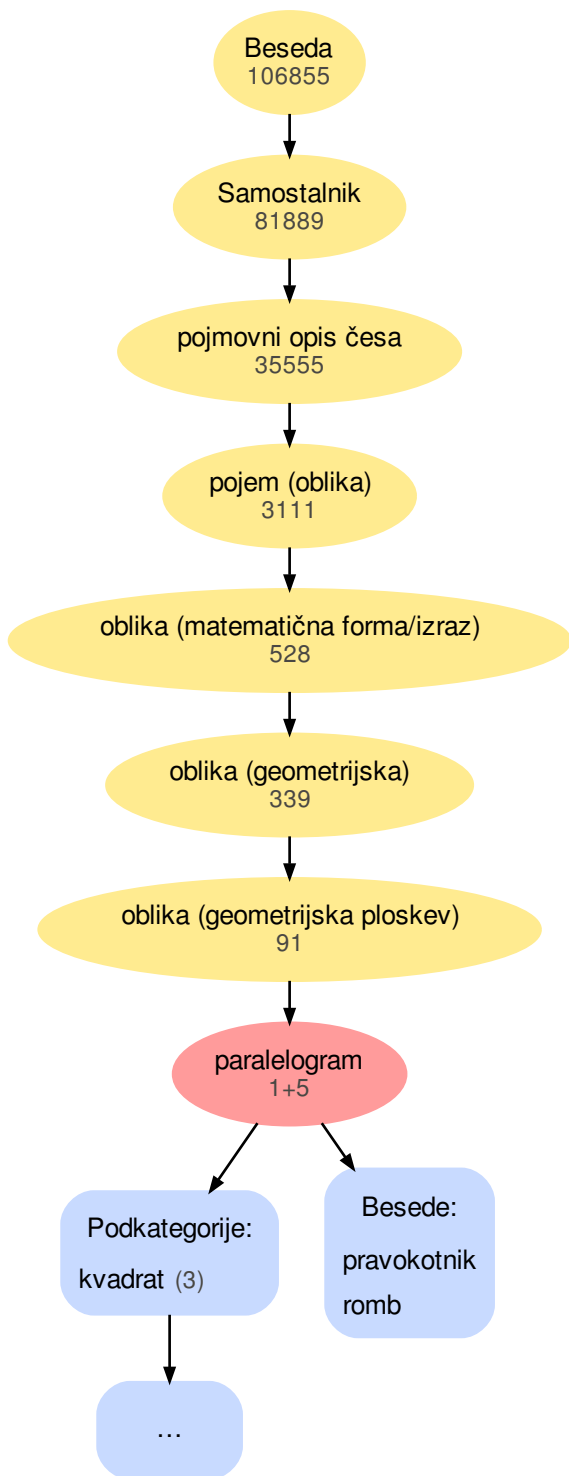 Beseda
106855
Samostalnik
81889
pojmovni opis česa
35555
pojem (oblika)
3111
oblika (matematična forma/izraz)
528
oblika (geometrijska)
339
oblika (geometrijska ploskev)
91
paralelogram
1+5
Podkategorije:
kvadrat (3)
Besede:
pravokotnik
romb
...